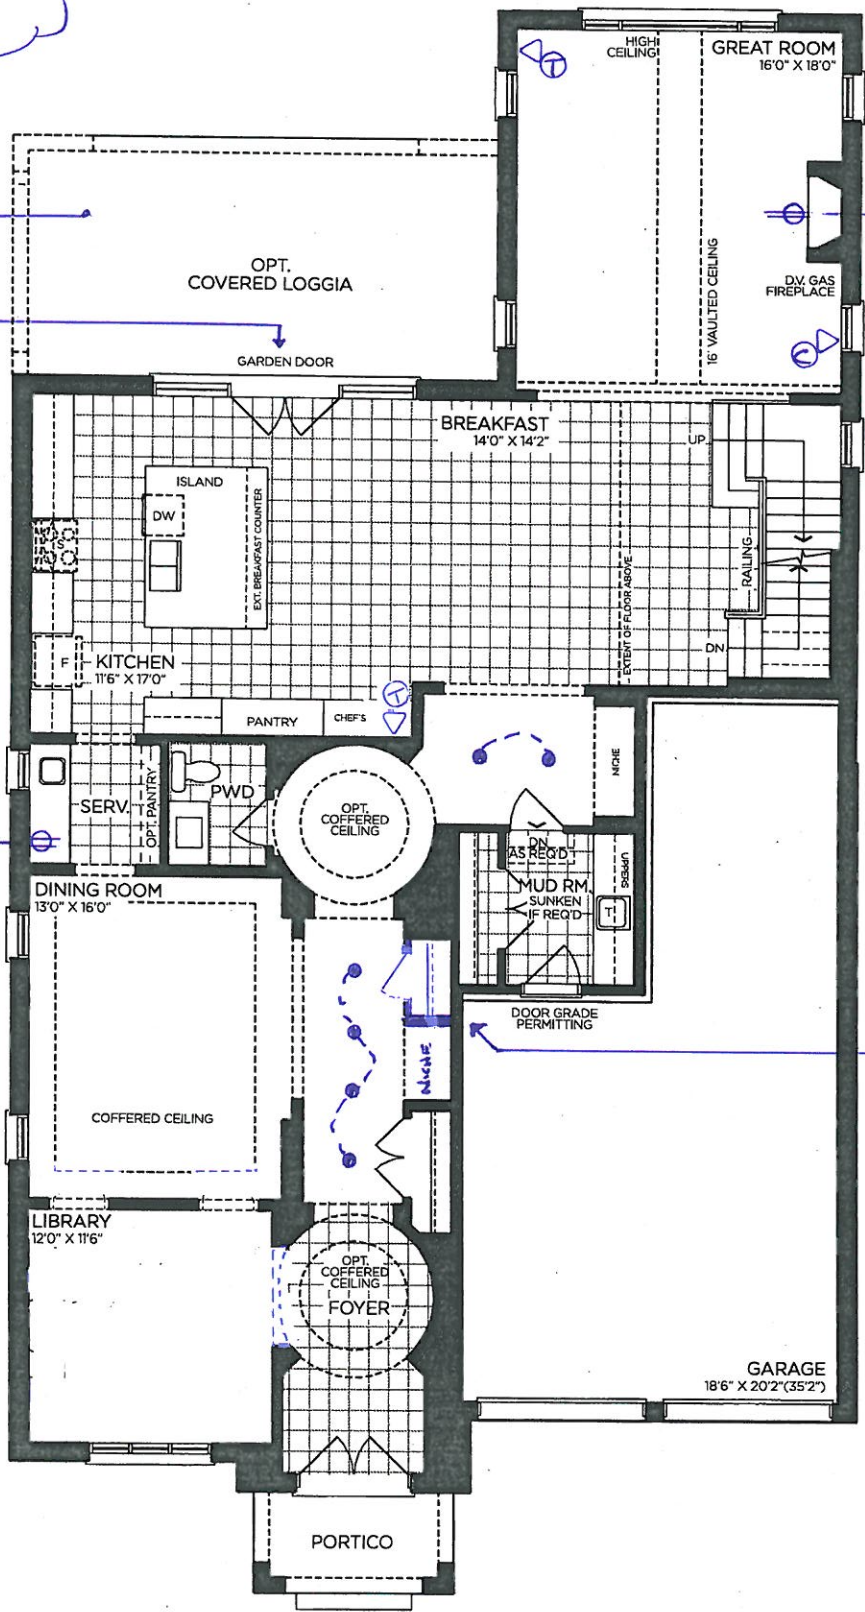 HIGH
CEILING
GREAT ROOM
16'0" X 18'0"
T
OPT.
COVERED LOGGIA
16' VAULTED CEILING
D.V. GAS
FIREPLACE
C
GARDEN DOOR
BREAKFAST
14'0" X 14'2"
UP
ISLAND
DW
EXT. BREAKFAST COUNTER
S
RAILING
EXTENT OF FLOOR ABOVE
F
KITCHEN
11'6" X 17'0"
DN
T
PANTRY
CHEF'S
NICHE
SERV.
OPT. PANTRY
PWD
OPT.
COFFERED
CEILING
DN
AS REQ'D
UPPERS
MUD RM.
SUNKEN
IF REQ'D
T
DINING ROOM
13'0" X 16'0"
DOOR GRADE
PERMITTING
NICHE
COFFERED CEILING
LIBRARY
12'0" X 11'6"
OPT.
COFFERED
CEILING
FOYER
GARAGE
18'6" X 20'2"(35'2")
PORTICO